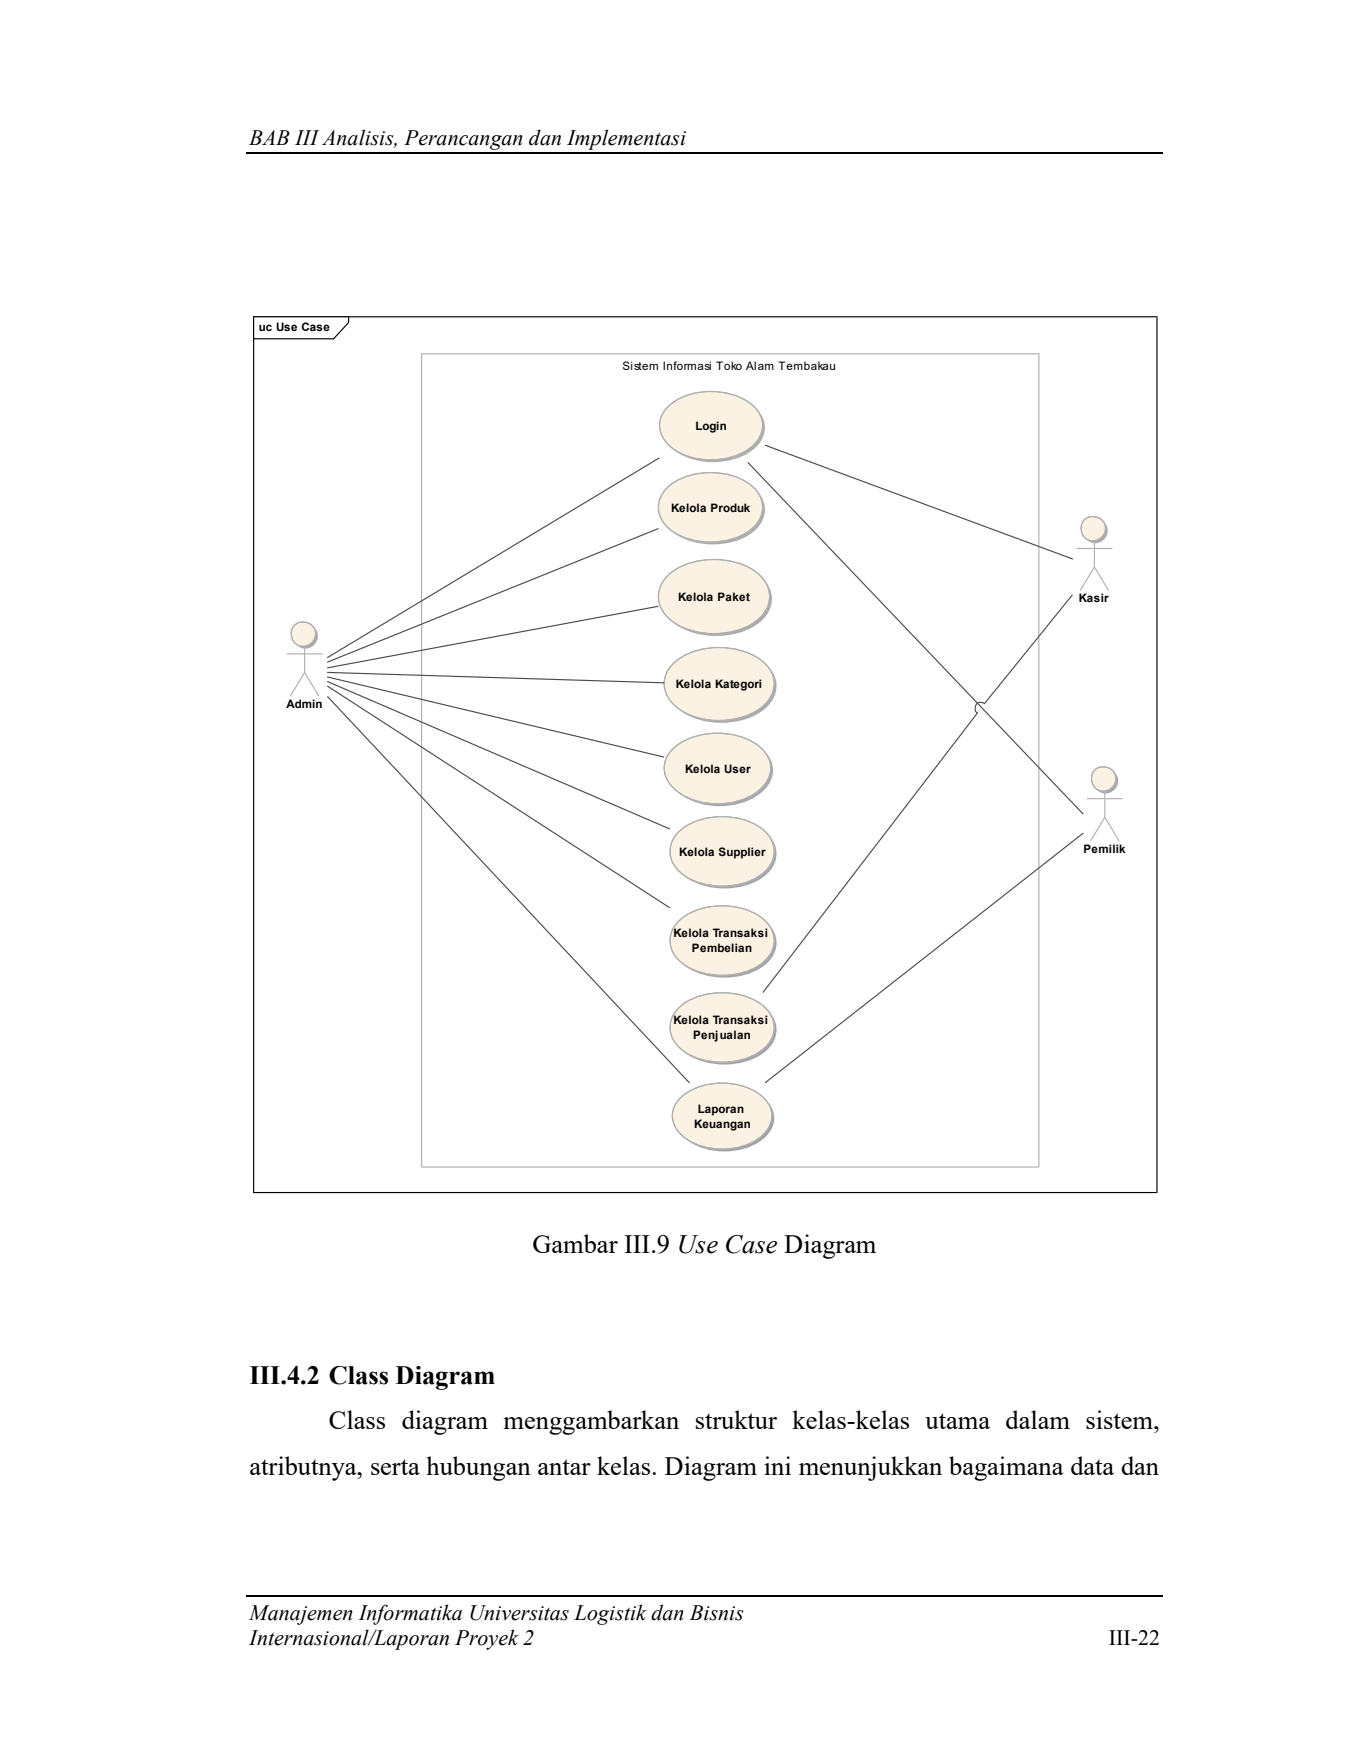 BAB III Analisis, Perancangan dan Implementasi
uc Use Case
Sistem Informasi Toko Alam Tembakau
Login
Kelola Produk
Kelola Paket
Kelola Kategori
Kelola User
Kelola Supplier
Kelola Transaksi
Pembelian
Kelola Transaksi
Penjualan
Laporan
Keuangan
Admin
Kasir
Pemilik
Gambar III.9 Use Case Diagram
III.4.2 Class Diagram
Class diagram menggambarkan struktur kelas-kelas utama dalam sistem,
atributnya, serta hubungan antar kelas. Diagram ini menunjukkan bagaimana data dan
Manajemen Informatika Universitas Logistik dan Bisnis
Internasional/Laporan Proyek 2
III-22